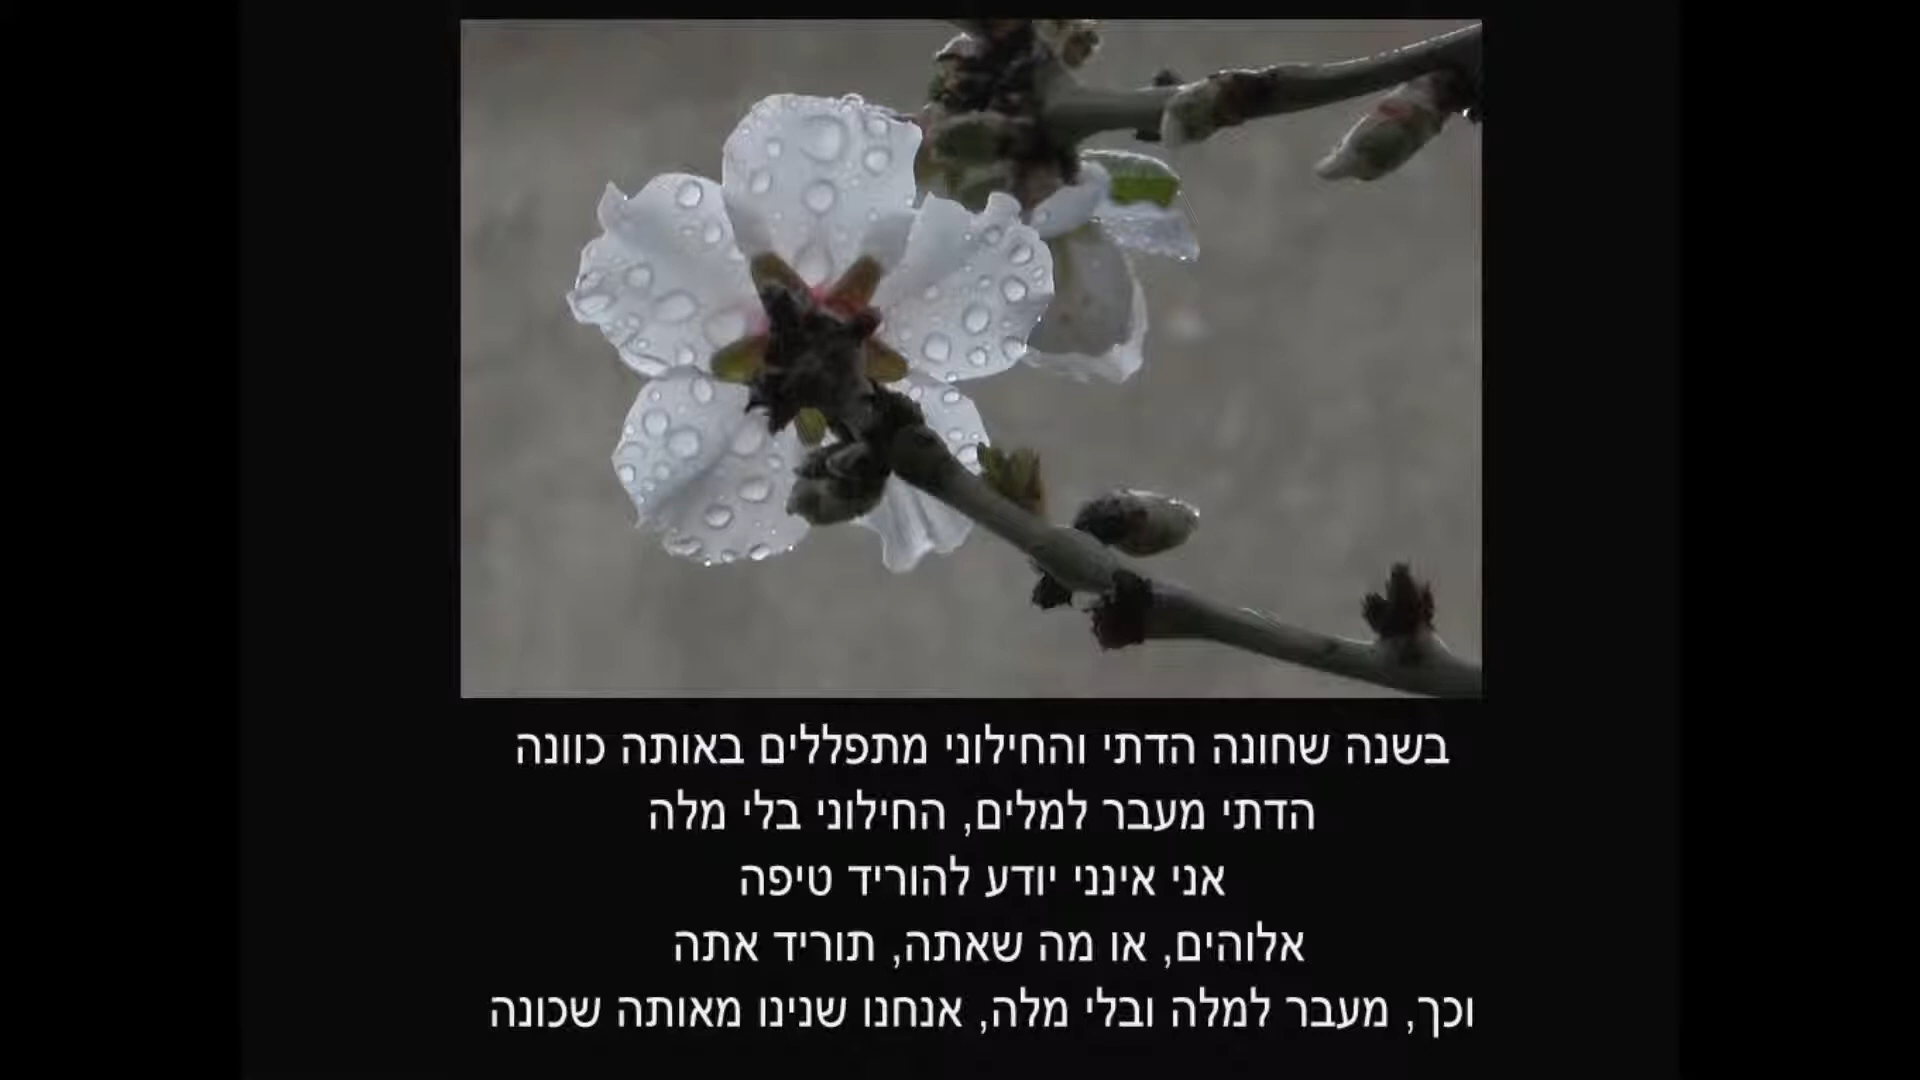 בשנה שחונה הדתי והחילוני מתפללים באותה כוונה
הדתי מעבר למלים, החילוני בלי מלה
אני אינני יודע להוריד טיפה
אלוהים, או מה שאתה, תוריד אתה
וכך, מעבר למלה ובלי מלה, אנחנו שנינו מאותה שכונה